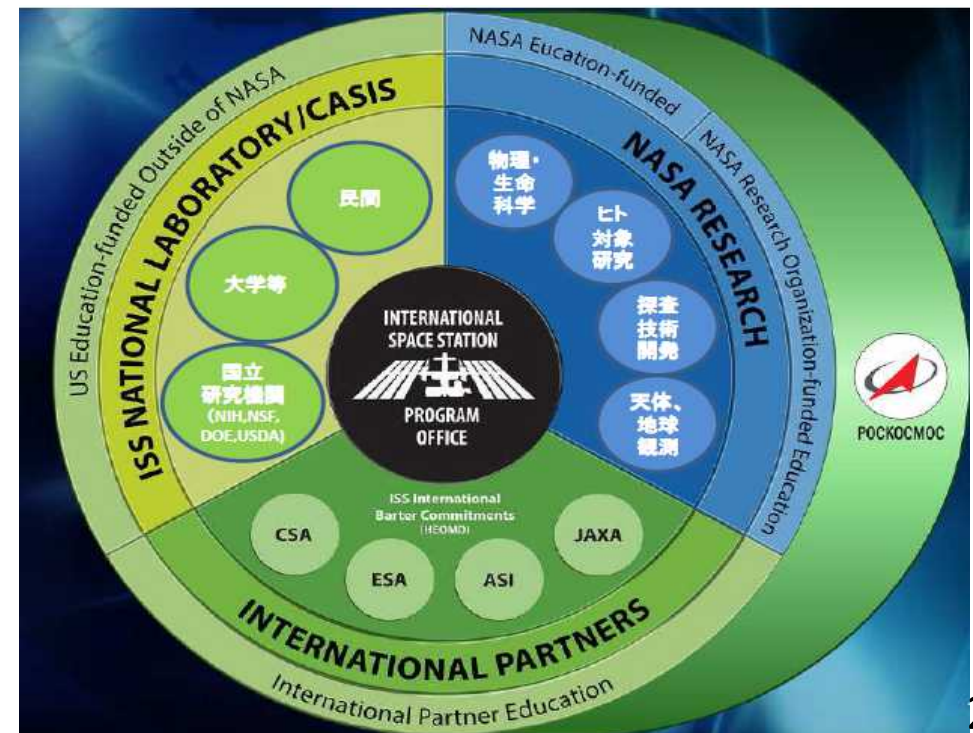 US Education-funded Outside of NASA
ISS NATIONAL LABORATORY/CASIS
民間
大学等
国立
研究機関
(NIH,NSF,
DOE,USDA)
NASA Eucation-funded
NASA Research Organization-funded Education
NASA RESEARCH
物理・
生命
科学
ヒト
対象
研究
探査
技術
開発
天体、
地球
観測
INTERNATIONAL
SPACE STATION
PROGRAM
OFFICE
ISS International
Barter Commitments
(HEOMD)
CSA
ESA
ASI
JAXA
INTERNATIONAL PARTNERS
International Partner Education
РОСКОСМОС